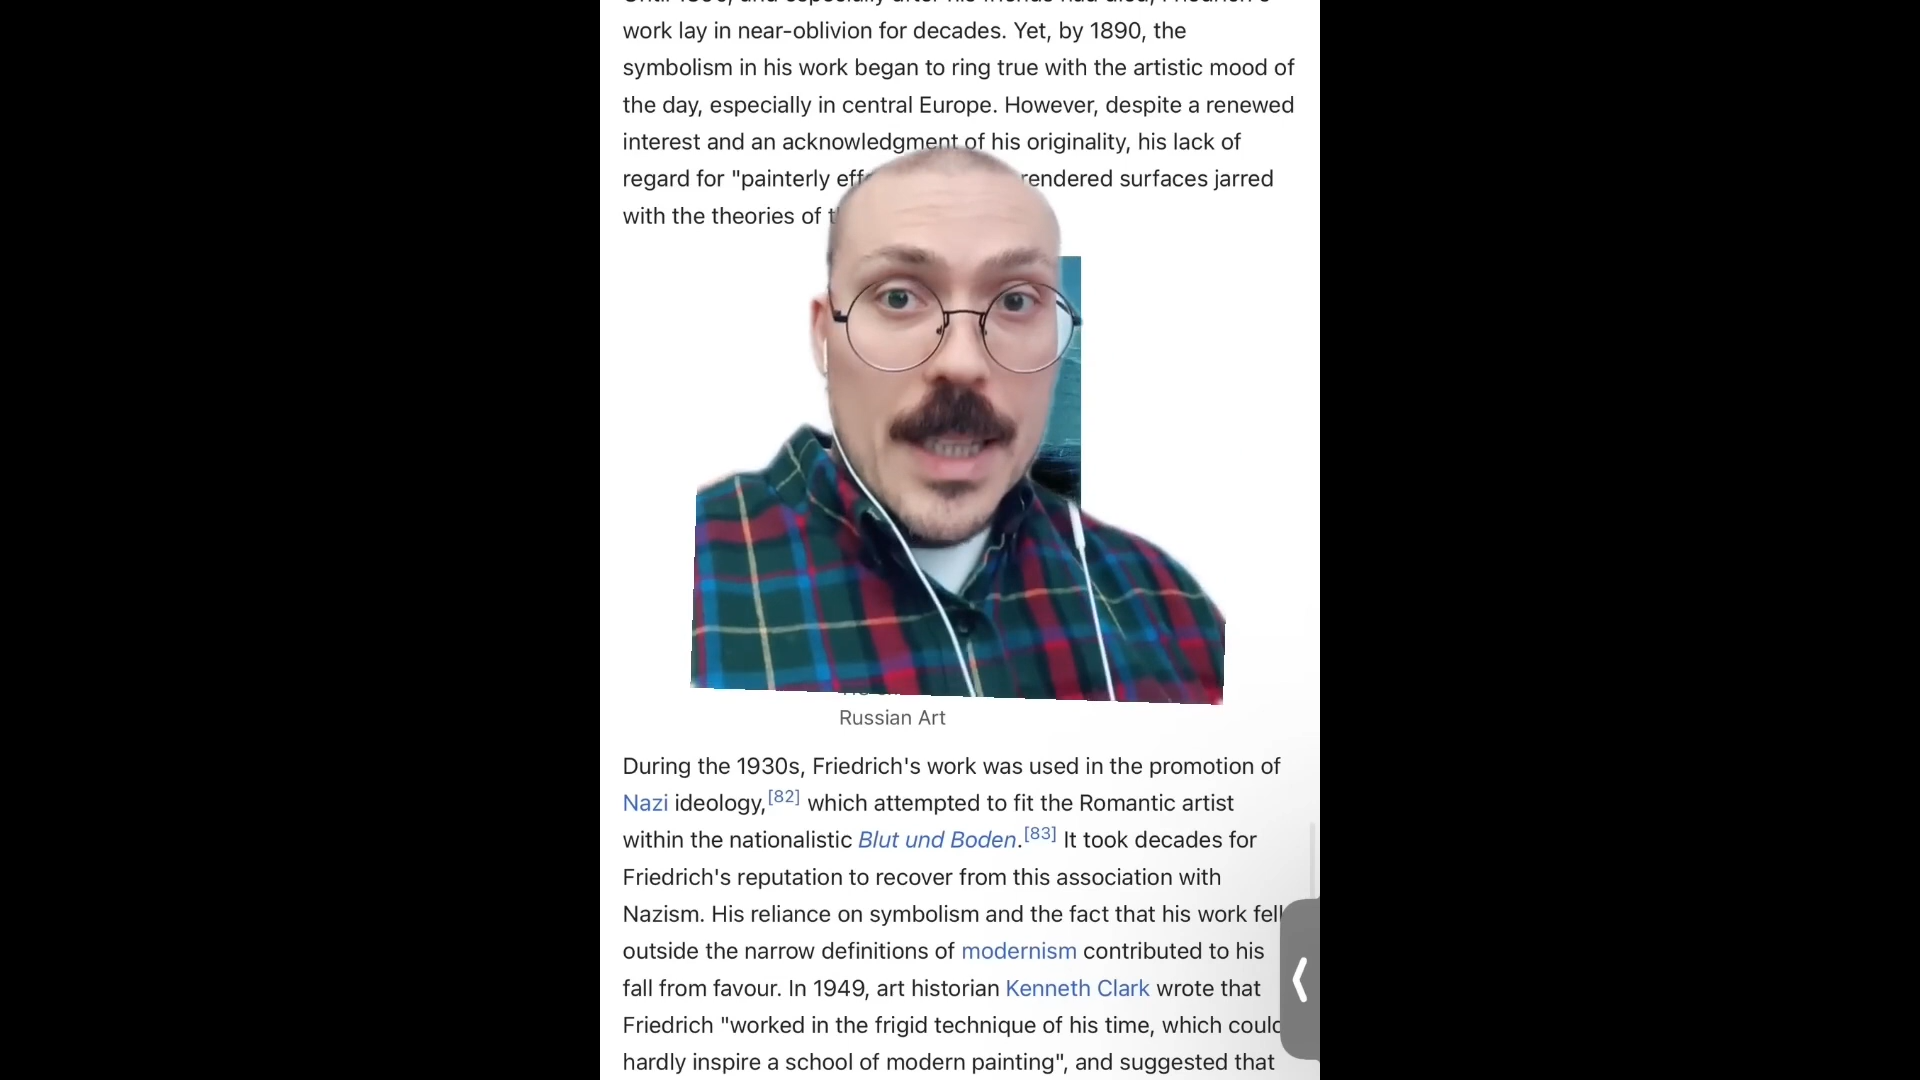 work lay in near-oblivion for decades. Yet, by 1890, the
symbolism in his work began to ring true with the artistic mood of
the day, especially in central Europe. However, despite a renewed
interest and an acknowledgment of his originality, his lack of
regard for "painterly rendered surfaces jarred
with the theories of
Russian Art
During the 1930s, Friedrich's work was used in the promotion of
Nazi ideology,[82] which attempted to fit the Romantic artist
within the nationalistic Blut und Boden.[83] It took decades for
Friedrich's reputation to recover from this association with
Nazism. His reliance on symbolism and the fact that his work fell
outside the narrow definitions of modernism contributed to his
fall from favour. In 1949, art historian Kenneth Clark wrote that
Friedrich "worked in the frigid technique of his time, which could
hardly inspire a school of modern painting", and suggested that